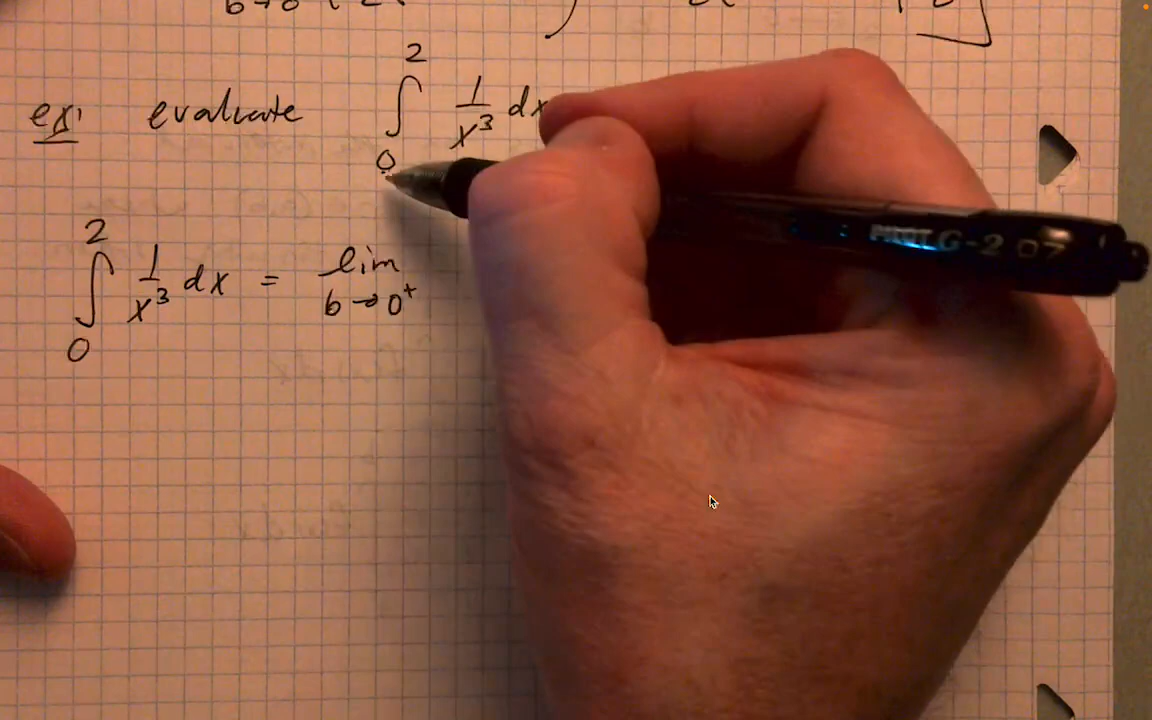 ex: evaluate ∫₀² 1/x³ dx
∫₀² 1/x³ dx = lim b→0⁺
PILOT G-2 07